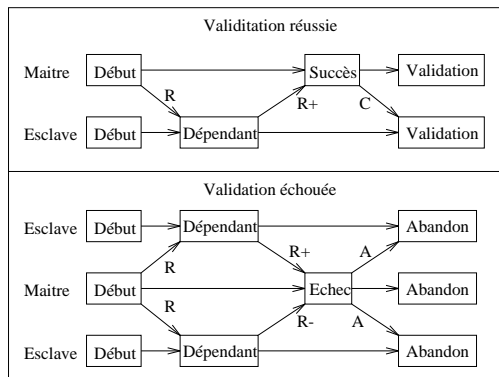 Validitation réussie
Maitre Début Succès Validation
R R+ C
Esclave Début Dépendant Validation
Validation échouée
Esclave Début Dépendant Abandon
R+ A
R
Maitre Début Echec Abandon
R
R- A
Esclave Début Dépendant Abandon